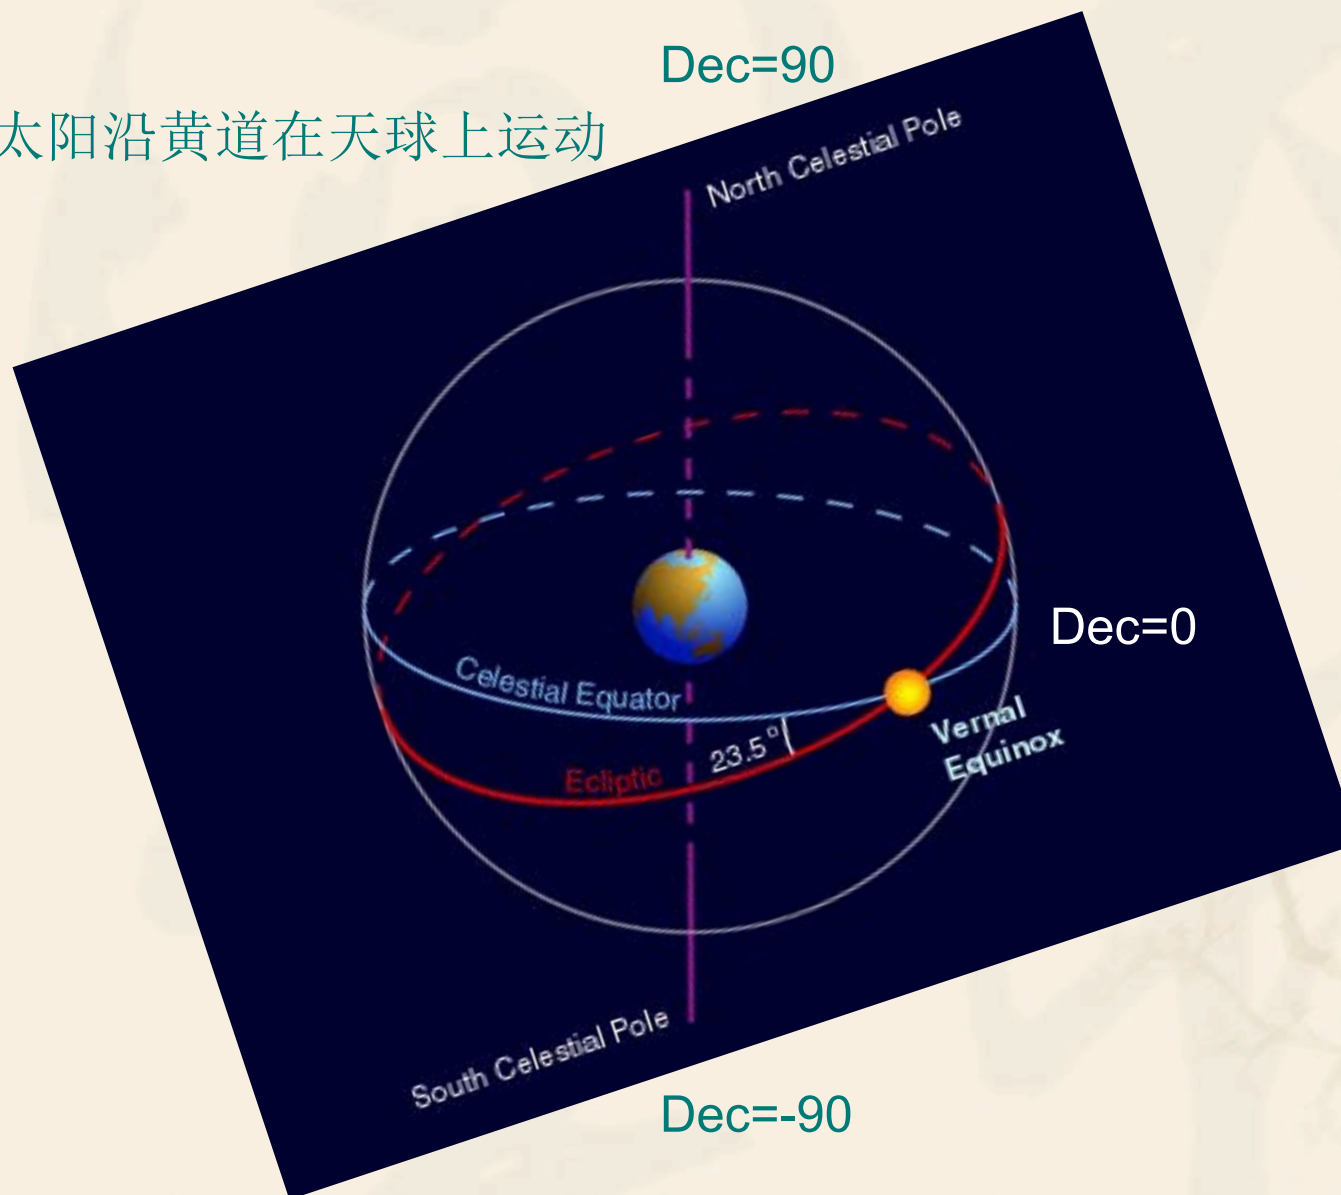 Dec=90
太阳沿黄道在天球上运动
North Celestial Pole
Dec=0
Celestial Equator
Vernal
Equinox
23.5°
Ecliptic
South Celestial Pole
Dec=-90